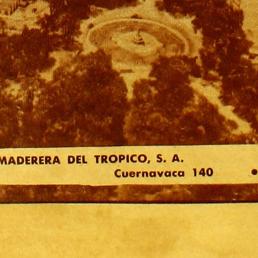 MADERERA DEL TROPICO, S. A.
Cuernavaca 140